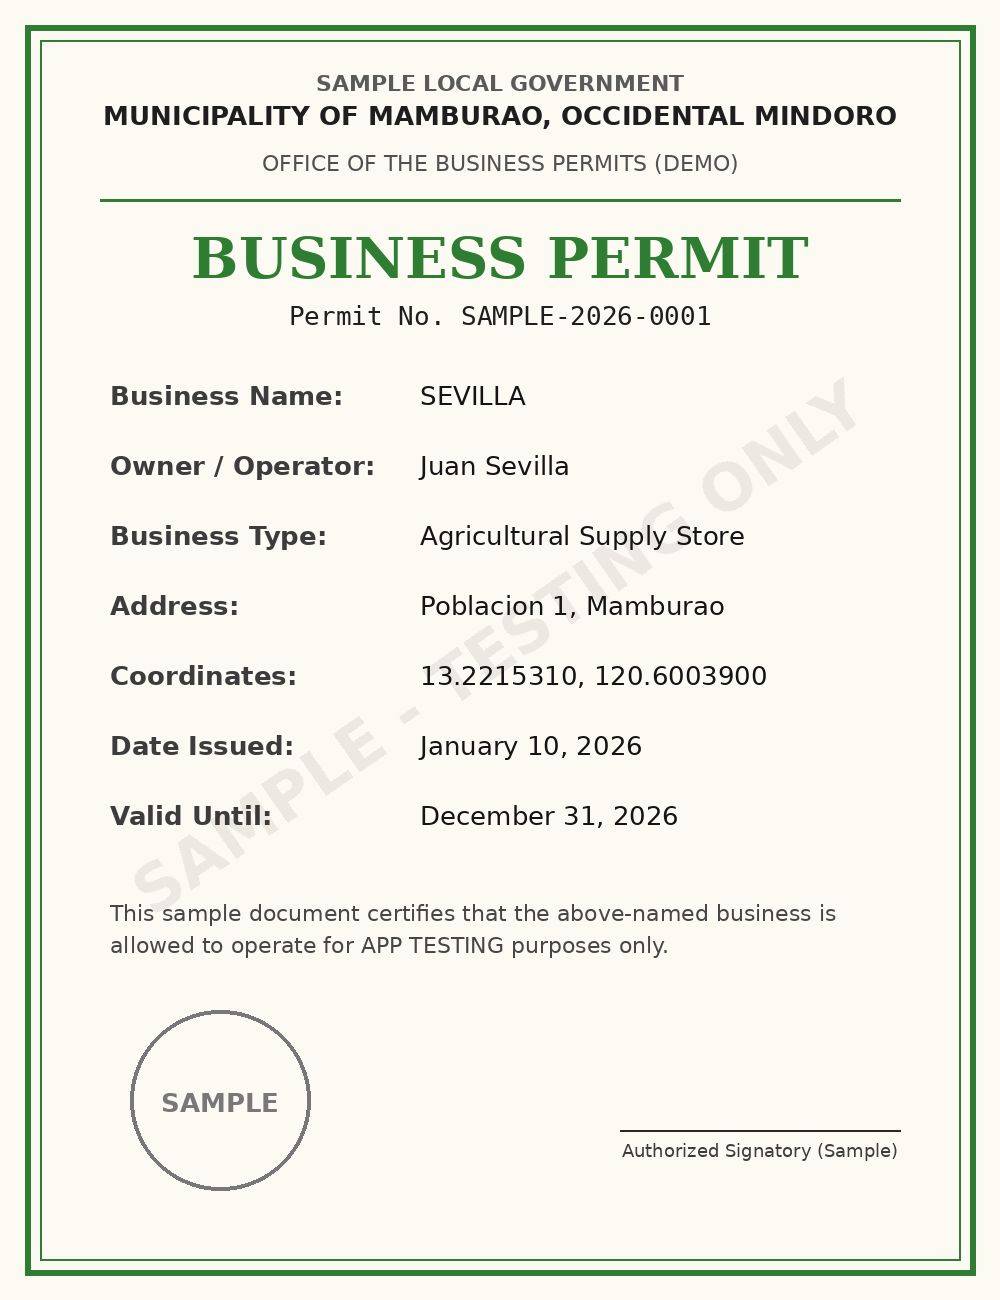 SAMPLE LOCAL GOVERNMENT
MUNICIPALITY OF MAMBURAO, OCCIDENTAL MINDORO
OFFICE OF THE BUSINESS PERMITS (DEMO)
BUSINESS PERMIT
Permit No. SAMPLE-2026-0001
Business Name: SEVILLA
Owner / Operator: Juan Sevilla
Business Type: Agricultural Supply Store
Address: Poblacion 1, Mamburao
Coordinates: 13.2215310, 120.6003900
Date Issued: January 10, 2026
Valid Until: December 31, 2026
SAMPLE - TESTING ONLY
This sample document certifies that the above-named business is
allowed to operate for APP TESTING purposes only.
SAMPLE
Authorized Signatory (Sample)